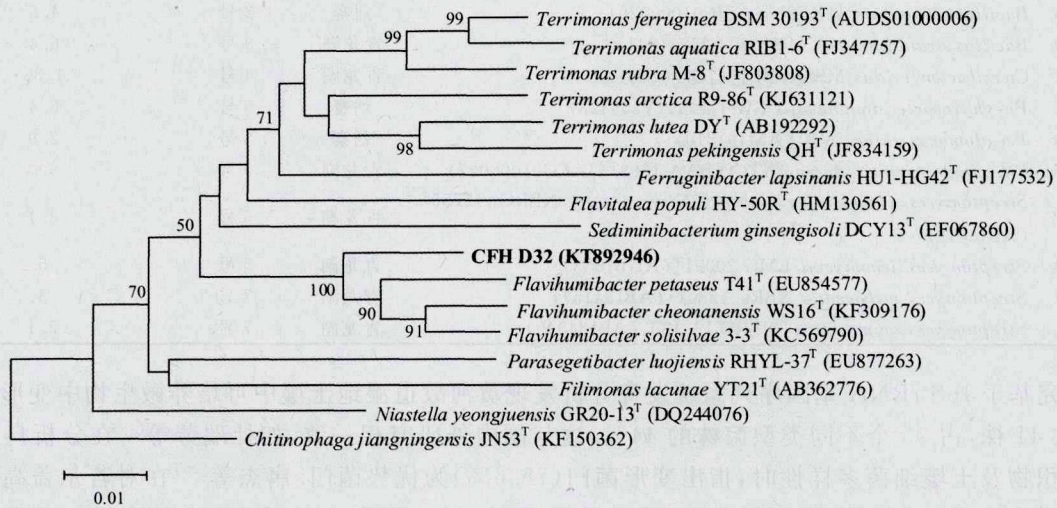 99
Terrimonas ferruginea DSM 30193ᵀ (AUDS01000006)
99
Terrimonas aquatica RIB1-6ᵀ (FJ347757)
Terrimonas rubra M-8ᵀ (JF803808)
Terrimonas arctica R9-86ᵀ (KJ631121)
71
Terrimonas lutea DYᵀ (AB192292)
98
Terrimonas pekingensis QHᵀ (JF834159)
Ferruginibacter lapsinanis HU1-HG42ᵀ (FJ177532)
Flavitalea populi HY-50Rᵀ (HM130561)
50
Sediminibacterium ginsengisoli DCY13ᵀ (EF067860)
CFH D32 (KT892946)
70
100
Flavihumibacter petaseus T41ᵀ (EU854577)
90
Flavihumibacter cheonanensis WS16ᵀ (KF309176)
91
Flavihumibacter solisilvae 3-3ᵀ (KC569790)
Parasegetibacter luojiensis RHYL-37ᵀ (EU877263)
Filimonas lacunae YT21ᵀ (AB362776)
Niastella yeongjuensis GR20-13ᵀ (DQ244076)
Chitinophaga jiangningensis JN53ᵀ (KF150362)
0.01